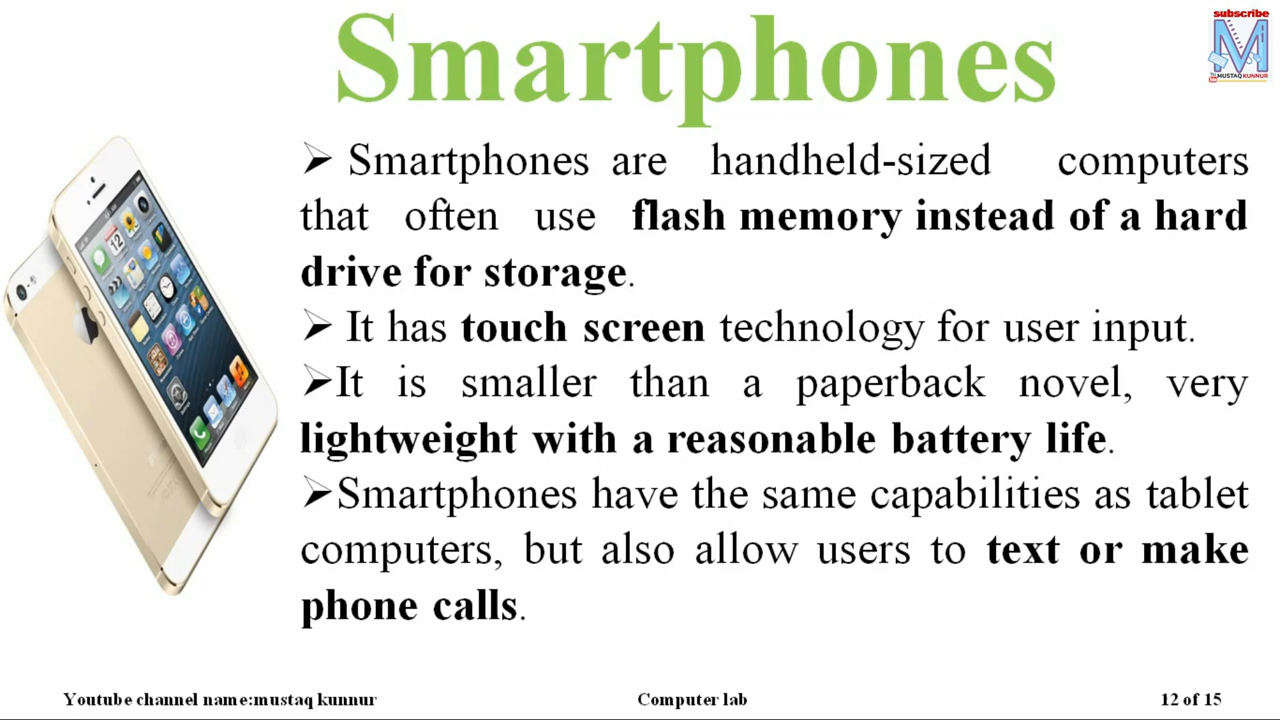 Smartphones
subscribe
MUSTAQ KUNNUR
➢ Smartphones are handheld-sized computers
that often use flash memory instead of a hard
drive for storage.
➢ It has touch screen technology for user input.
➢It is smaller than a paperback novel, very
lightweight with a reasonable battery life.
➢Smartphones have the same capabilities as tablet
computers, but also allow users to text or make
phone calls.
Youtube channel name:mustaq kunnur
Computer lab
12 of 15